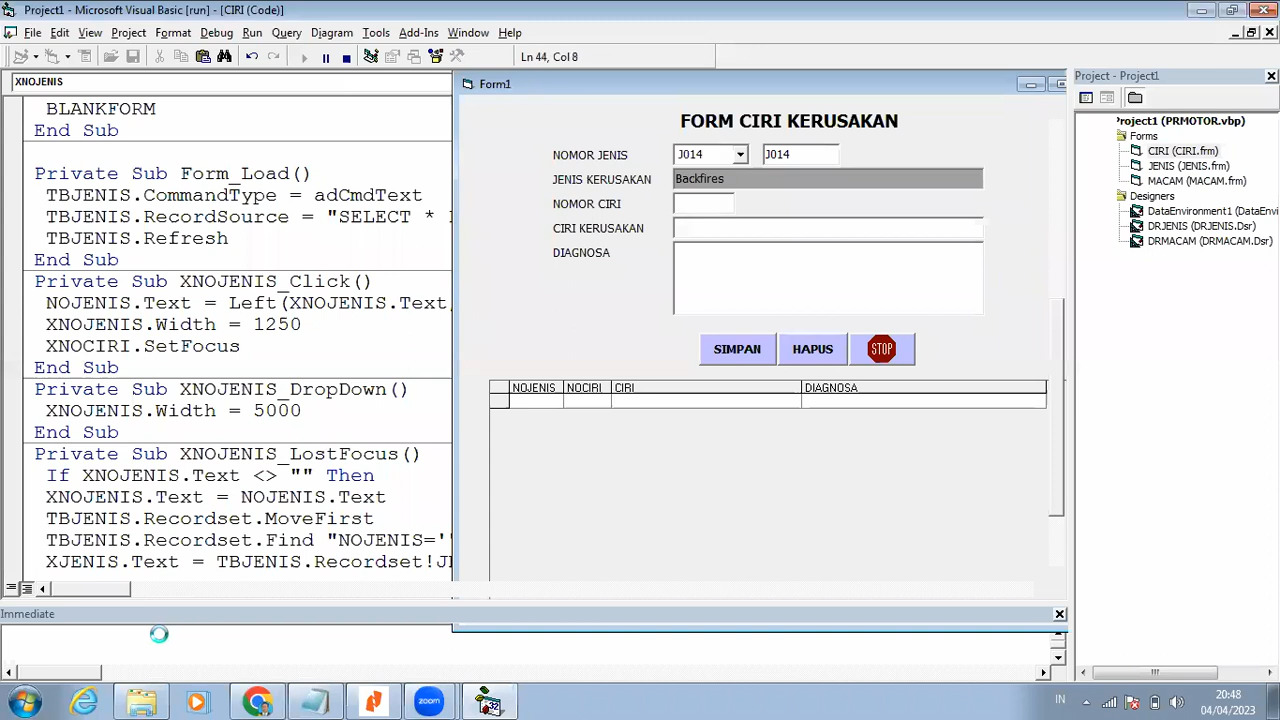 Project1 - Microsoft Visual Basic [run] - [CIRI (Code)]
File Edit View Project Format Debug Run Query Diagram Tools Add-Ins Window Help
Ln 44, Col 8
XNOJENIS
BLANKFORM
End Sub
Private Sub Form_Load()
TBJENIS.CommandType = adCmdText
TBJENIS.RecordSource = "SELECT *
TBJENIS.Refresh
End Sub
Private Sub XNOJENIS_Click()
NOJENIS.Text = Left(XNOJENIS.Text,
XNOJENIS.Width = 1250
XNOCIRI.SetFocus
End Sub
Private Sub XNOJENIS_DropDown()
XNOJENIS.Width = 5000
End Sub
Private Sub XNOJENIS_LostFocus()
If XNOJENIS.Text <> "" Then
XNOJENIS.Text = NOJENIS.Text
TBJENIS.Recordset.MoveFirst
TBJENIS.Recordset.Find "NOJENIS='
XJENIS.Text = TBJENIS.Recordset!JE
Immediate
Form1
FORM CIRI KERUSAKAN
NOMOR JENIS J014 J014
JENIS KERUSAKAN Backfires
NOMOR CIRI
CIRI KERUSAKAN
DIAGNOSA
SIMPAN HAPUS STOP
NOJENIS NOCIRI CIRI DIAGNOSA
Project - Project1
roject1 (PRMOTOR.vbp)
Forms
CIRI (CIRI.frm)
JENIS (JENIS.frm)
MACAM (MACAM.frm)
Designers
DataEnvironment1 (DataEnvi
DRJENIS (DRJENIS.Dsr)
DRMACAM (DRMACAM.Dsr)
zoom
32
IN
20:48
04/04/2023